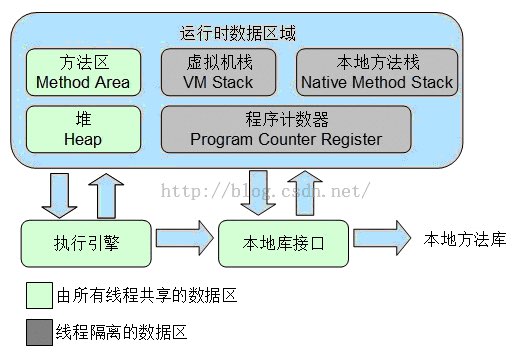 运行时数据区域
方法区
Method Area
虚拟机栈
VM Stack
本地方法栈
Native Method Stack
堆
Heap
程序计数器
Program Counter Register
http://blog.csdn.net/
执行引擎
本地库接口
本地方法库
由所有线程共享的数据区
线程隔离的数据区